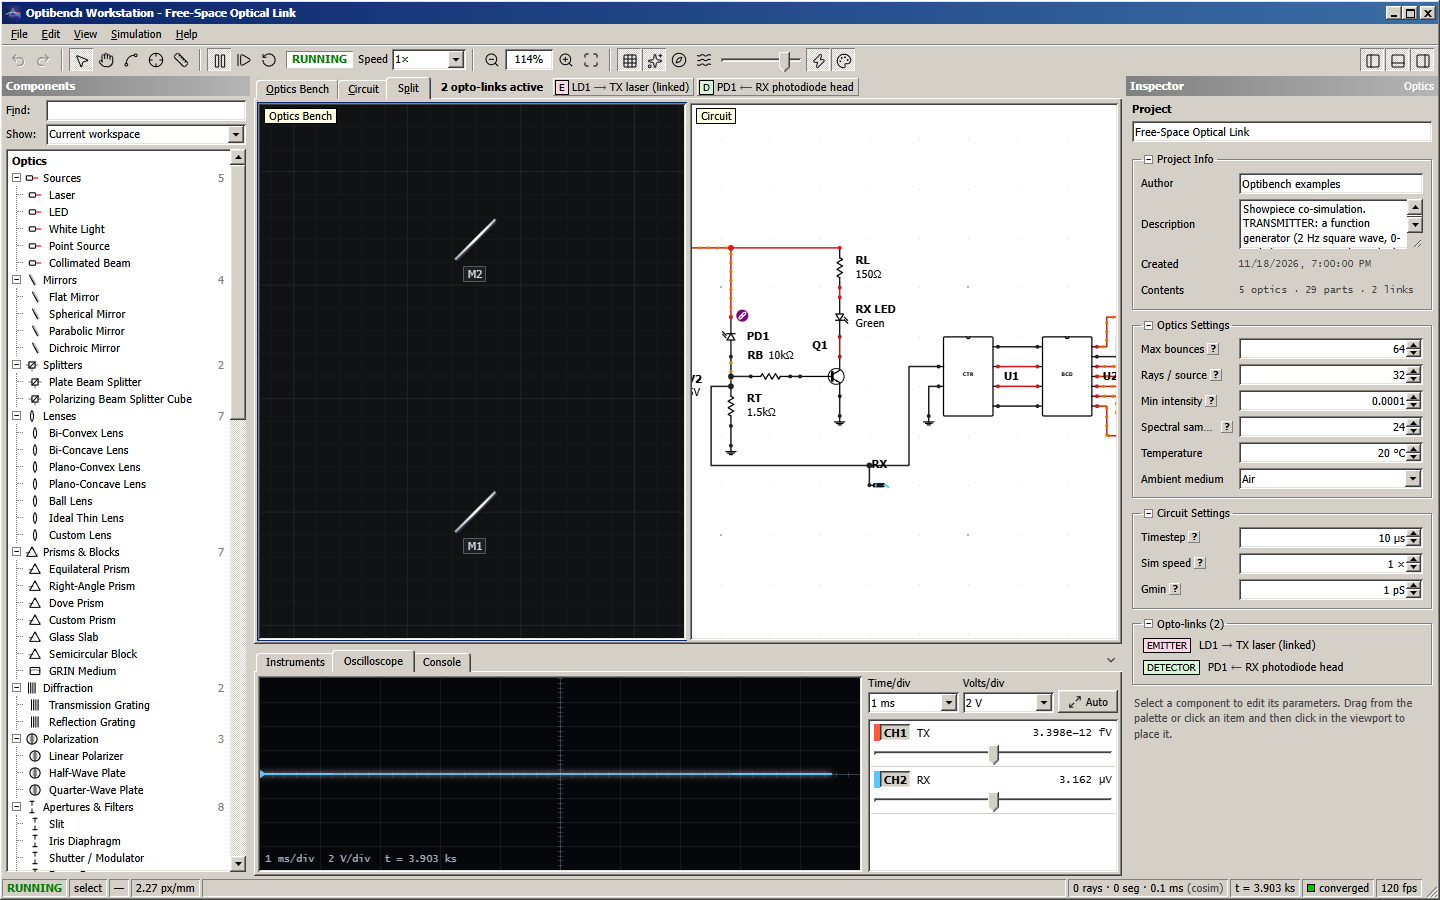 Optibench Workstation - Free-Space Optical Link
File Edit View Simulation Help
RUNNING Speed 1× 114%
Components
Find:
Show: Current workspace
Optics
Sources 5
Laser
LED
White Light
Point Source
Collimated Beam
Mirrors 4
Flat Mirror
Spherical Mirror
Parabolic Mirror
Dichroic Mirror
Splitters 2
Plate Beam Splitter
Polarizing Beam Splitter Cube
Lenses 7
Bi-Convex Lens
Bi-Concave Lens
Plano-Convex Lens
Plano-Concave Lens
Ball Lens
Ideal Thin Lens
Custom Lens
Prisms & Blocks 7
Equilateral Prism
Right-Angle Prism
Dove Prism
Custom Prism
Glass Slab
Semicircular Block
GRIN Medium
Diffraction 2
Transmission Grating
Reflection Grating
Polarization 3
Linear Polarizer
Half-Wave Plate
Quarter-Wave Plate
Apertures & Filters 8
Slit
Iris Diaphragm
Shutter / Modulator
Optics Bench Circuit Split 2 opto-links active E LD1 → TX laser (linked) D PD1 ← RX photodiode head
Optics Bench
M2
M1
Circuit
RL
150Ω
RX LED
Green
PD1
RB 10kΩ
Q1
V2
5V
RT
1.5kΩ
RX
CTR
U1
BCD
U2
Instruments Oscilloscope Console
1 ms/div 2 V/div t = 3.903 ks
Time/div Volts/div
1 ms 2 V Auto
CH1 TX 3.398e-12 fV
CH2 RX 3.162 µV
Inspector Optics
Project
Free-Space Optical Link
Project Info
Author Optibench examples
Description Showpiece co-simulation.
TRANSMITTER: a function
generator (2 Hz square wave, 0-
Created 11/18/2026, 7:00:00 PM
Contents 5 optics · 29 parts · 2 links
Optics Settings
Max bounces ? 64
Rays / source ? 32
Min intensity ? 0.0001
Spectral sam... ? 24
Temperature 20 °C
Ambient medium Air
Circuit Settings
Timestep ? 10 µs
Sim speed ? 1 ×
Gmin ? 1 pS
Opto-links (2)
EMITTER LD1 → TX laser (linked)
DETECTOR PD1 ← RX photodiode head
Select a component to edit its parameters. Drag from the
palette or click an item and then click in the viewport to
place it.
RUNNING select — 2.27 px/mm 0 rays · 0 seg · 0.1 ms (cosim) t = 3.903 ks converged 120 fps